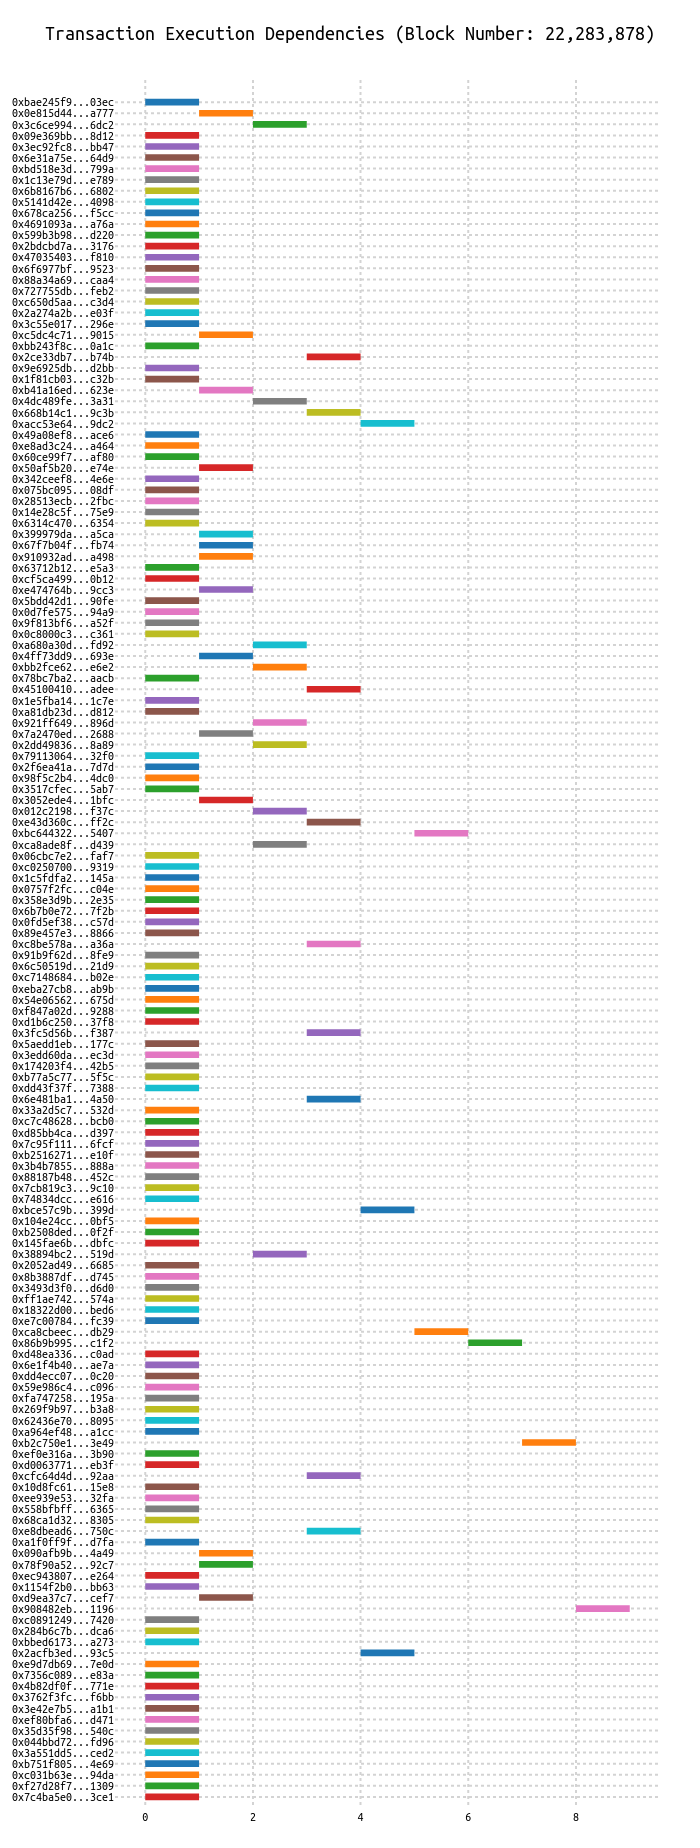 Transaction Execution Dependencies (Block Number: 22,283,878)
0xbae245f9...03ec
0x0e815d44...a777
0x3c6ce994...6dc2
0x09e369bb...8d12
0x3ec92fc8...bb47
0x6e31a75e...64d9
0xbd518e3d...799a
0x1c13e79d...e789
0x6b8167b6...6802
0x5141d42e...4098
0x678ca256...f5cc
0x4691093a...a76a
0x599b3b98...d220
0x2bdcbd7a...3176
0x47035403...f810
0x6f6977bf...9523
0x88a34a69...caa4
0x727755db...feb2
0xc650d5aa...c3d4
0x2a274a2b...e03f
0x3c55e017...296e
0xc5dc4c71...9015
0xbb243f8c...0a1c
0x2ce33db7...b74b
0x9e6925db...d2bb
0x1f81cb03...c32b
0xb41a16ed...623e
0x4dc489fe...3a31
0x668b14c1...9c3b
0xacc53e64...9dc2
0x49a08ef8...ace6
0xe8ad3c24...a464
0x60ce99f7...af80
0x50af5b20...e74e
0x342ceef8...4e6e
0x075bc095...08df
0x28513ecb...2fbc
0x14e28c5f...75e9
0x6314c470...6354
0x399979da...a5ca
0x67f7b04f...fb74
0x910932ad...a498
0x63712b12...e5a3
0xcf5ca499...0b12
0xe474764b...9cc3
0x5bdd42d1...90fe
0x0d7fe575...94a9
0x9f813bf6...a52f
0x0c8000c3...c361
0xa680a30d...fd92
0x4ff73dd9...693e
0xbb2fce62...e6e2
0x78bc7ba2...aacb
0x45100410...adee
0x1e5fba14...1c7e
0xa81db23d...d812
0x921ff649...896d
0x7a2470ed...2688
0x2dd49836...8a89
0x79113064...32f0
0x2f6ea41a...7d7d
0x98f5c2b4...4dc0
0x3517cfec...5ab7
0x3052ede4...1bfc
0x012c2198...f37c
0xe43d360c...ff2c
0xbc644322...5407
0xca8ade8f...d439
0x06cbc7e2...faf7
0xc0250700...9319
0x1c5fdfa2...145a
0x0757f2fc...c04e
0x358e3d9b...2e35
0x6b7b0e72...7f2b
0x0fd5ef38...c57d
0x89e457e3...8866
0xc8be578a...a36a
0x91b9f62d...8fe9
0x6c50519d...21d9
0xc7148684...b02e
0xeba27cb8...ab9b
0x54e06562...675d
0xf847a02d...9288
0xd1b6c250...37f8
0x3fc5d56b...f387
0x5aedd1eb...177c
0x3edd60da...ec3d
0x174203f4...42b5
0xb77a5c77...5f5c
0xdd43f37f...7388
0x6e481ba1...4a50
0x33a2d5c7...532d
0xc7c48628...bcb0
0xd85bb4ca...d397
0x7c95f111...6fcf
0xb2516271...e10f
0x3b4b7855...888a
0x88187b48...452c
0x7cb819c3...9c10
0x74834dcc...e616
0xbce57c9b...399d
0x104e24cc...0bf5
0xb2508ded...0f2f
0x145fae6b...dbfc
0x38894bc2...519d
0x2052ad49...6685
0x8b3887df...d745
0x3493d3f0...d6d0
0xff1ae742...574a
0x18322d00...bed6
0xe7c00784...fc39
0xca8cbeec...db29
0x86b9b995...c1f2
0xd48ea336...c0ad
0x6e1f4b40...ae7a
0xdd4ecc07...0c20
0x59e986c4...c096
0xfa747258...195a
0x269f9b97...b3a8
0x62436e70...8095
0xa964ef48...a1cc
0xb2c750e1...3e49
0xef0e316a...3b90
0xd0063771...eb3f
0xcfc64d4d...92aa
0x10d8fc61...15e8
0xee939e53...32fa
0x558bfbff...6365
0x68ca1d32...8305
0xe8dbead6...750c
0xa1f0ff9f...d7fa
0x090afb9b...4a49
0x78f90a52...92c7
0xec943807...e264
0x1154f2b0...bb63
0xd9ea37c7...cef7
0x908482eb...1196
0xc0891249...7420
0x284b6c7b...dca6
0xbbed6173...a273
0x2acfb3ed...93c5
0xe9d7db69...7e0d
0x7356c089...e83a
0x4b82df0f...771e
0x3762f3fc...f6bb
0x3e42e7b5...a1b1
0xef80bfa6...d471
0x35d35f98...540c
0x044bbd72...fd96
0x3a551dd5...ced2
0xb751f805...4e69
0xc031b63e...94da
0xf27d28f7...1309
0x7c4ba5e0...3ce1
0 2 4 6 8